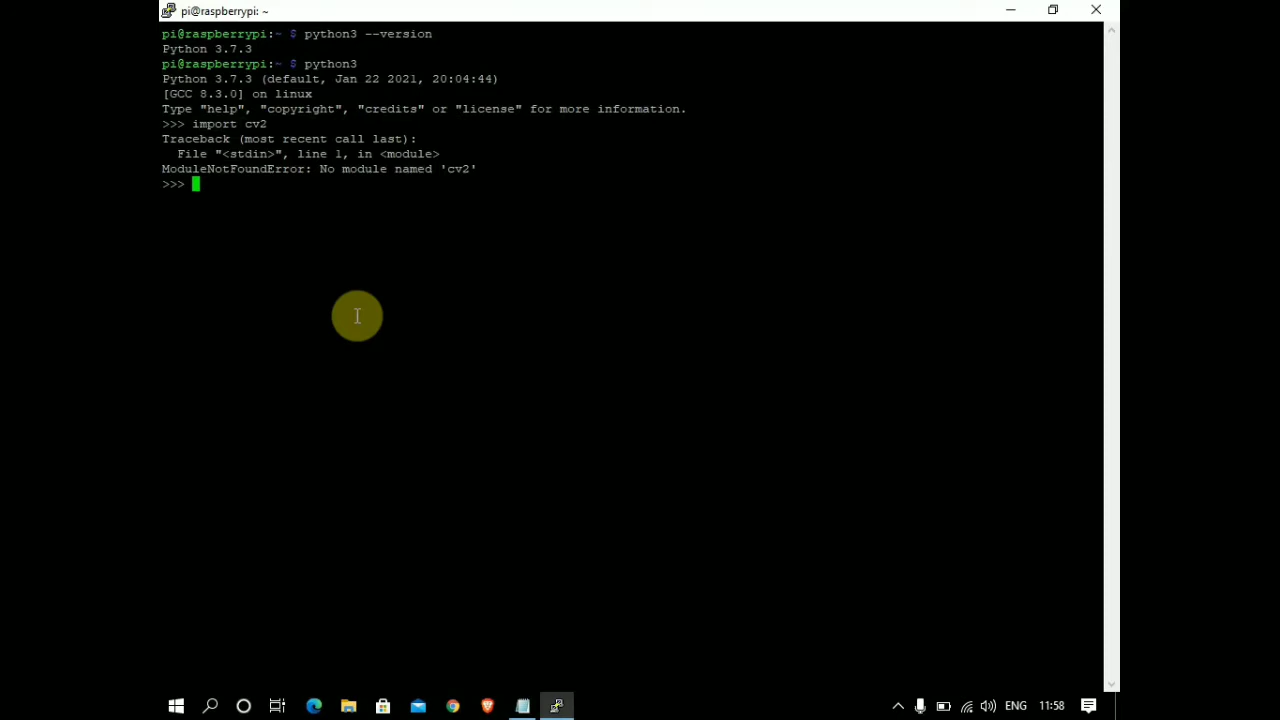 pi@raspberrypi: ~
pi@raspberrypi:~ $ python3 --version
Python 3.7.3
pi@raspberrypi:~ $ python3
Python 3.7.3 (default, Jan 22 2021, 20:04:44)
[GCC 8.3.0] on linux
Type "help", "copyright", "credits" or "license" for more information.
>>> import cv2
Traceback (most recent call last):
  File "<stdin>", line 1, in <module>
ModuleNotFoundError: No module named 'cv2'
>>>
ENG 11:58